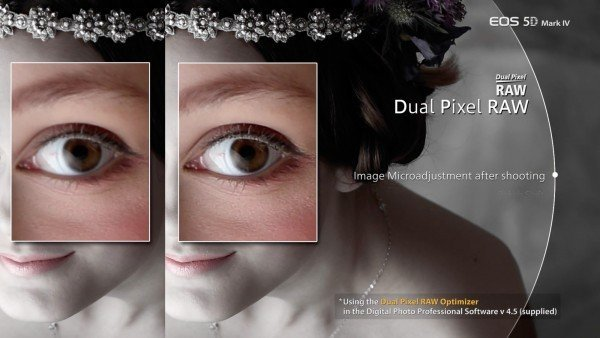 EOS 5D Mark IV
Dual Pixel
RAW
Dual Pixel RAW
Image Microadjustment after shooting
*Using the Dual Pixel RAW Optimizer
in the Digital Photo Professional Software v 4.5 (supplied)